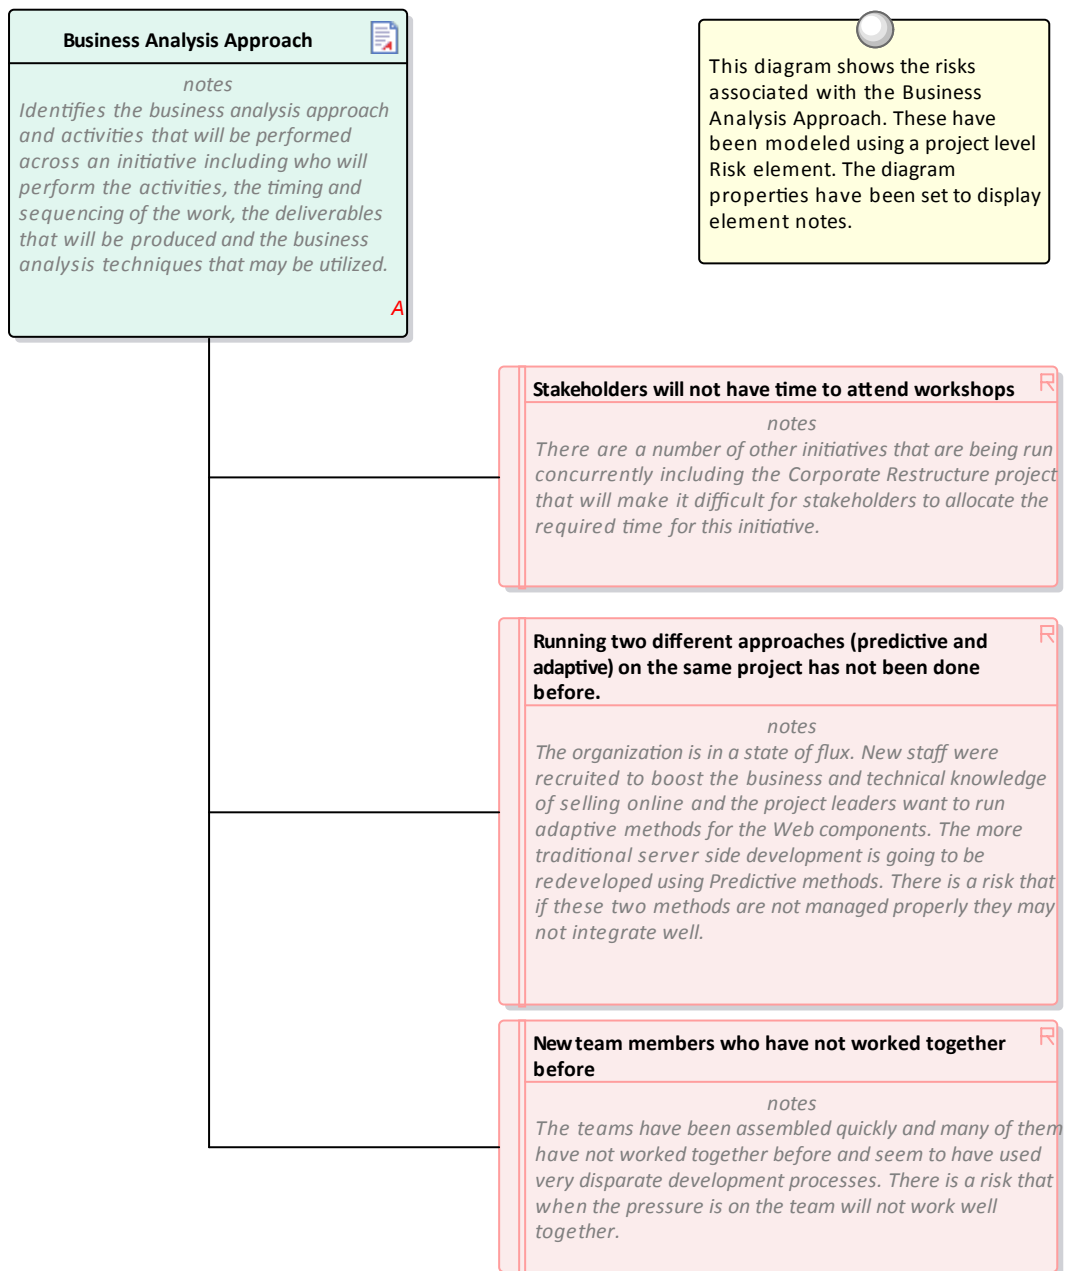 Business Analysis Approach
notes
Identifies the business analysis approach
and activities that will be performed
across an initiative including who will
perform the activities, the timing and
sequencing of the work, the deliverables
that will be produced and the business
analysis techniques that may be utilized.
A
This diagram shows the risks
associated with the Business
Analysis Approach. These have
been modeled using a project level
Risk element. The diagram
properties have been set to display
element notes.
Stakeholders will not have time to attend workshops
R
notes
There are a number of other initiatives that are being run
concurrently including the Corporate Restructure project
that will make it difficult for stakeholders to allocate the
required time for this initiative.
Running two different approaches (predictive and
adaptive) on the same project has not been done
before.
R
notes
The organization is in a state of flux. New staff were
recruited to boost the business and technical knowledge
of selling online and the project leaders want to run
adaptive methods for the Web components. The more
traditional server side development is going to be
redeveloped using Predictive methods. There is a risk that
if these two methods are not managed properly they may
not integrate well.
New team members who have not worked together
before
R
notes
The teams have been assembled quickly and many of them
have not worked together before and seem to have used
very disparate development processes. There is a risk that
when the pressure is on the team will not work well
together.